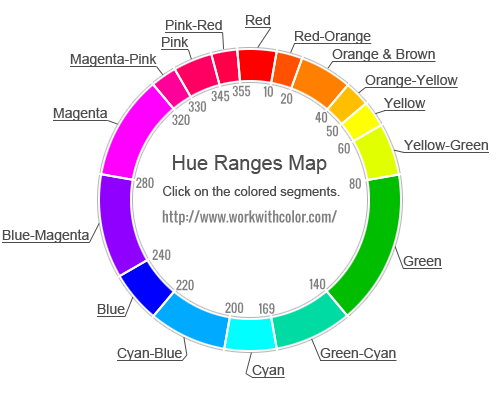 Red
Pink-Red
Red-Orange
Pink
Orange & Brown
Magenta-Pink
Orange-Yellow
Magenta
Yellow
Yellow-Green
355
10
345
20
330
320
40
50
60
80
Hue Ranges Map
Click on the colored segments.
http://www.workwithcolor.com/
280
Blue-Magenta
240
220
Green
140
200
169
Blue
Cyan-Blue
Cyan
Green-Cyan